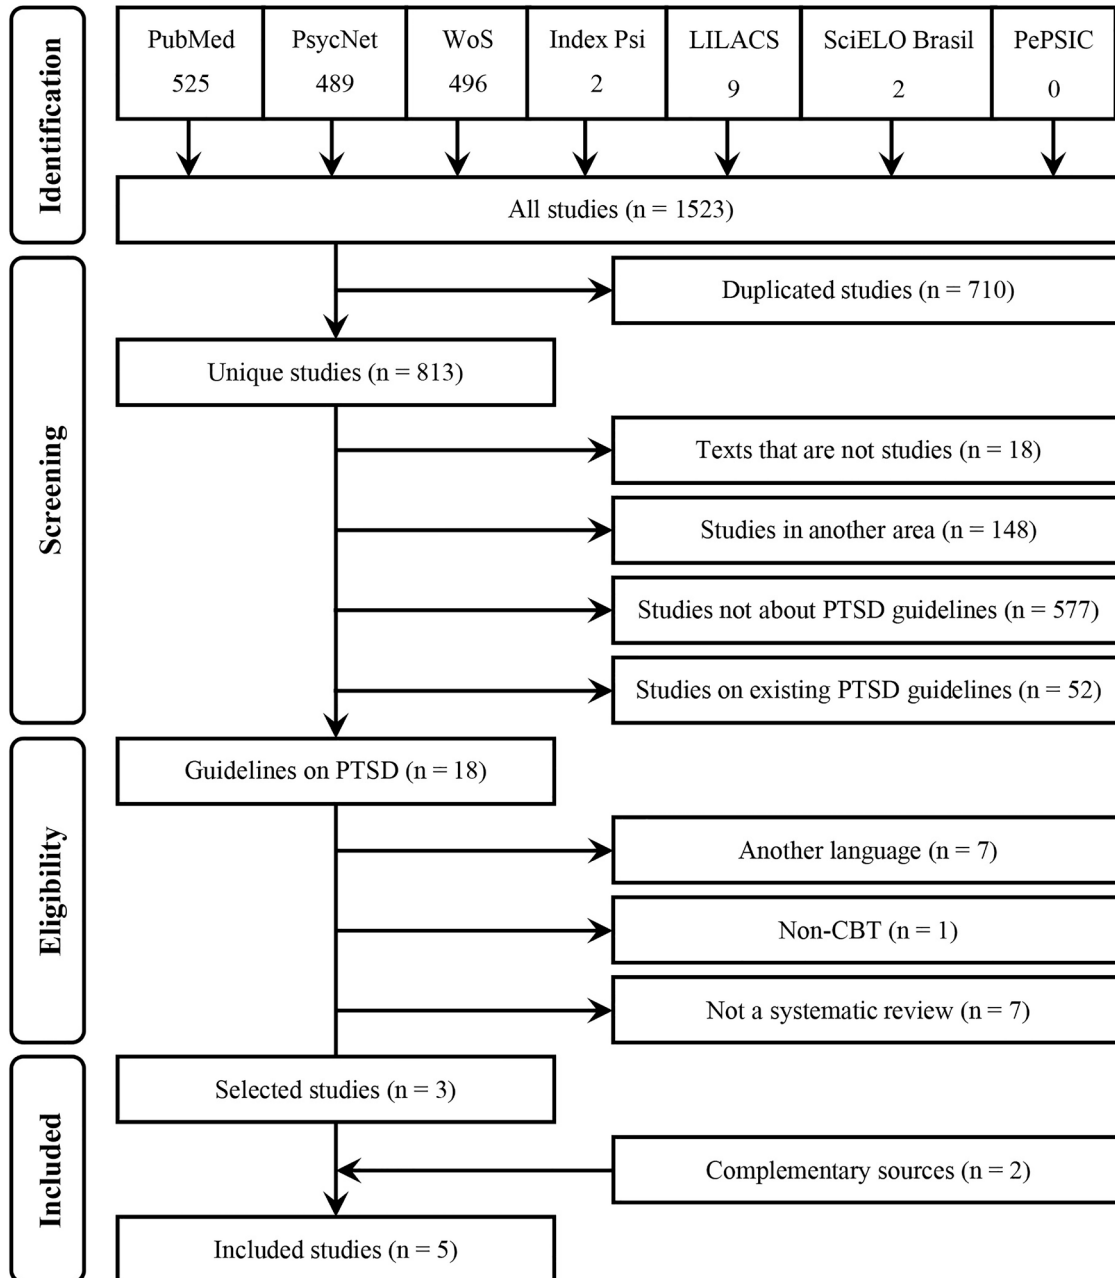 Identification
PubMed
525
PsycNet
489
WoS
496
Index Psi
2
LILACS
9
SciELO Brasil
2
PePSIC
0
All studies (n = 1523)
Screening
Duplicated studies (n = 710)
Unique studies (n = 813)
Texts that are not studies (n = 18)
Studies in another area (n = 148)
Studies not about PTSD guidelines (n = 577)
Studies on existing PTSD guidelines (n = 52)
Eligibility
Guidelines on PTSD (n = 18)
Another language (n = 7)
Non-CBT (n = 1)
Not a systematic review (n = 7)
Included
Selected studies (n = 3)
Complementary sources (n = 2)
Included studies (n = 5)